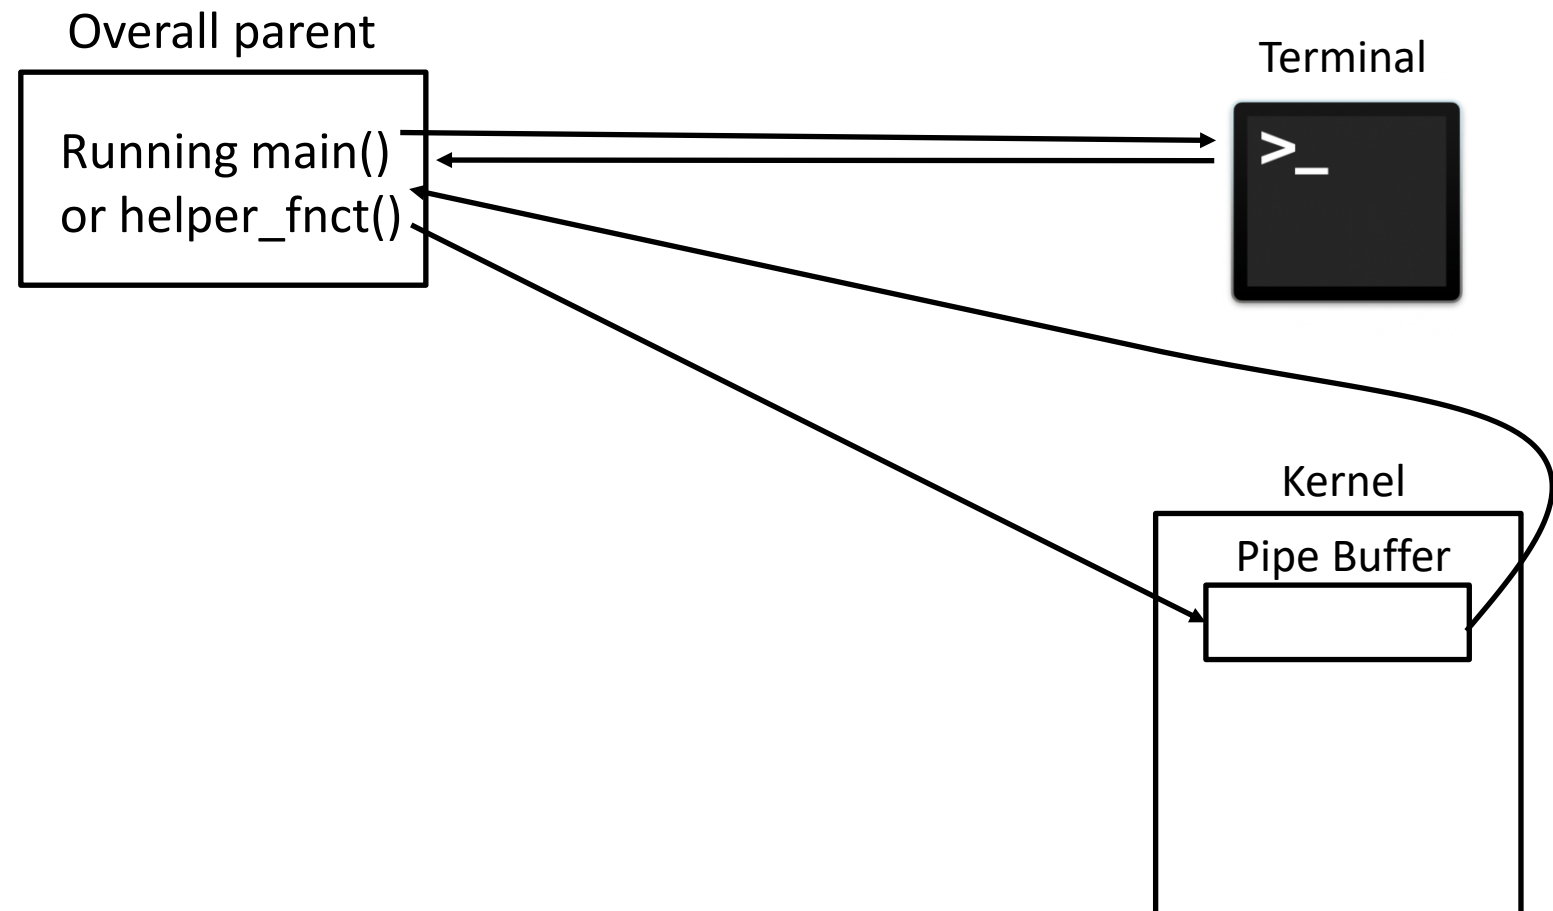 Overall parent
Running main()
or helper_fnct()
Terminal
>_
Kernel
Pipe Buffer